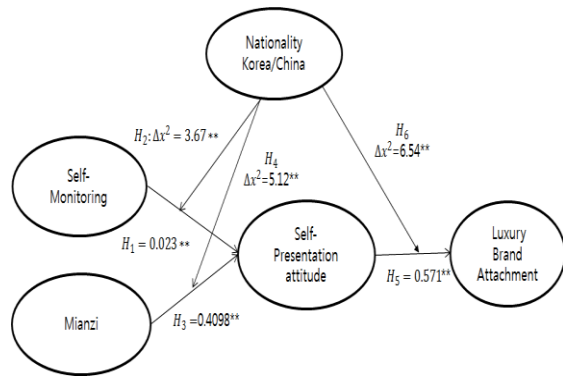 Nationality
Korea/China
H₂: Δx² = 3.67 **
H₆
Δx²=6.54**
H₄
Δx²=5.12**
Self-
Monitoring
Self-
Presentation
attitude
Luxury
Brand
Attachment
H₁ = 0.023 **
H₅ = 0.571**
Mianzi
H₃ =0.4098**